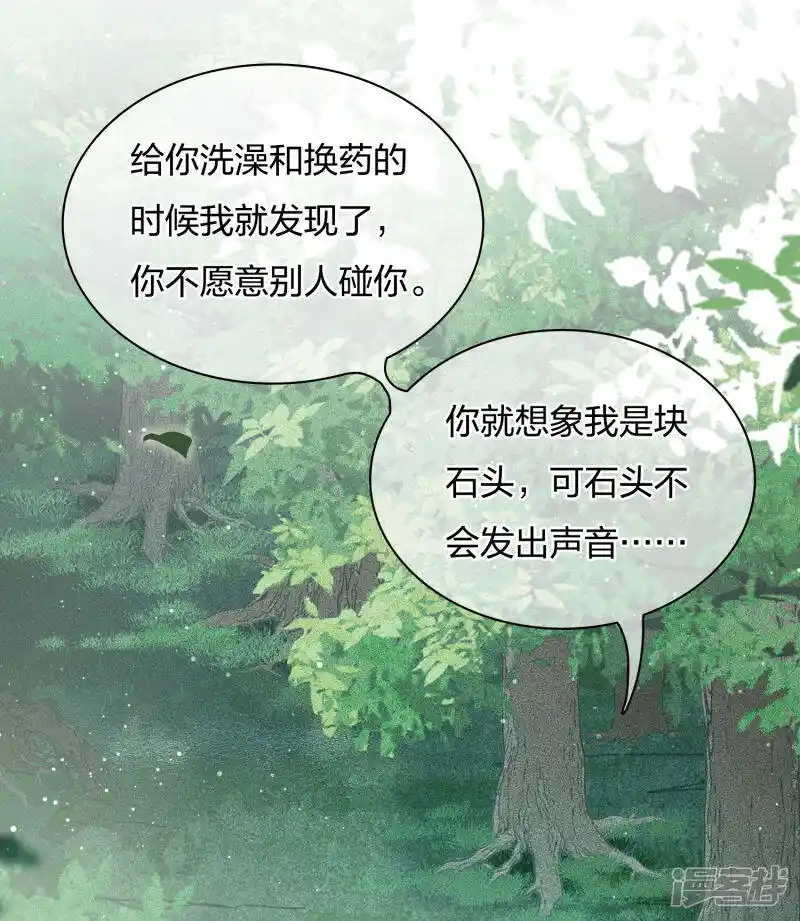 给你洗澡和换药的
时候我就发现了，
你不愿意别人碰你。
你就想象我是块
石头，可石头不
会发出声音……
漫客栈